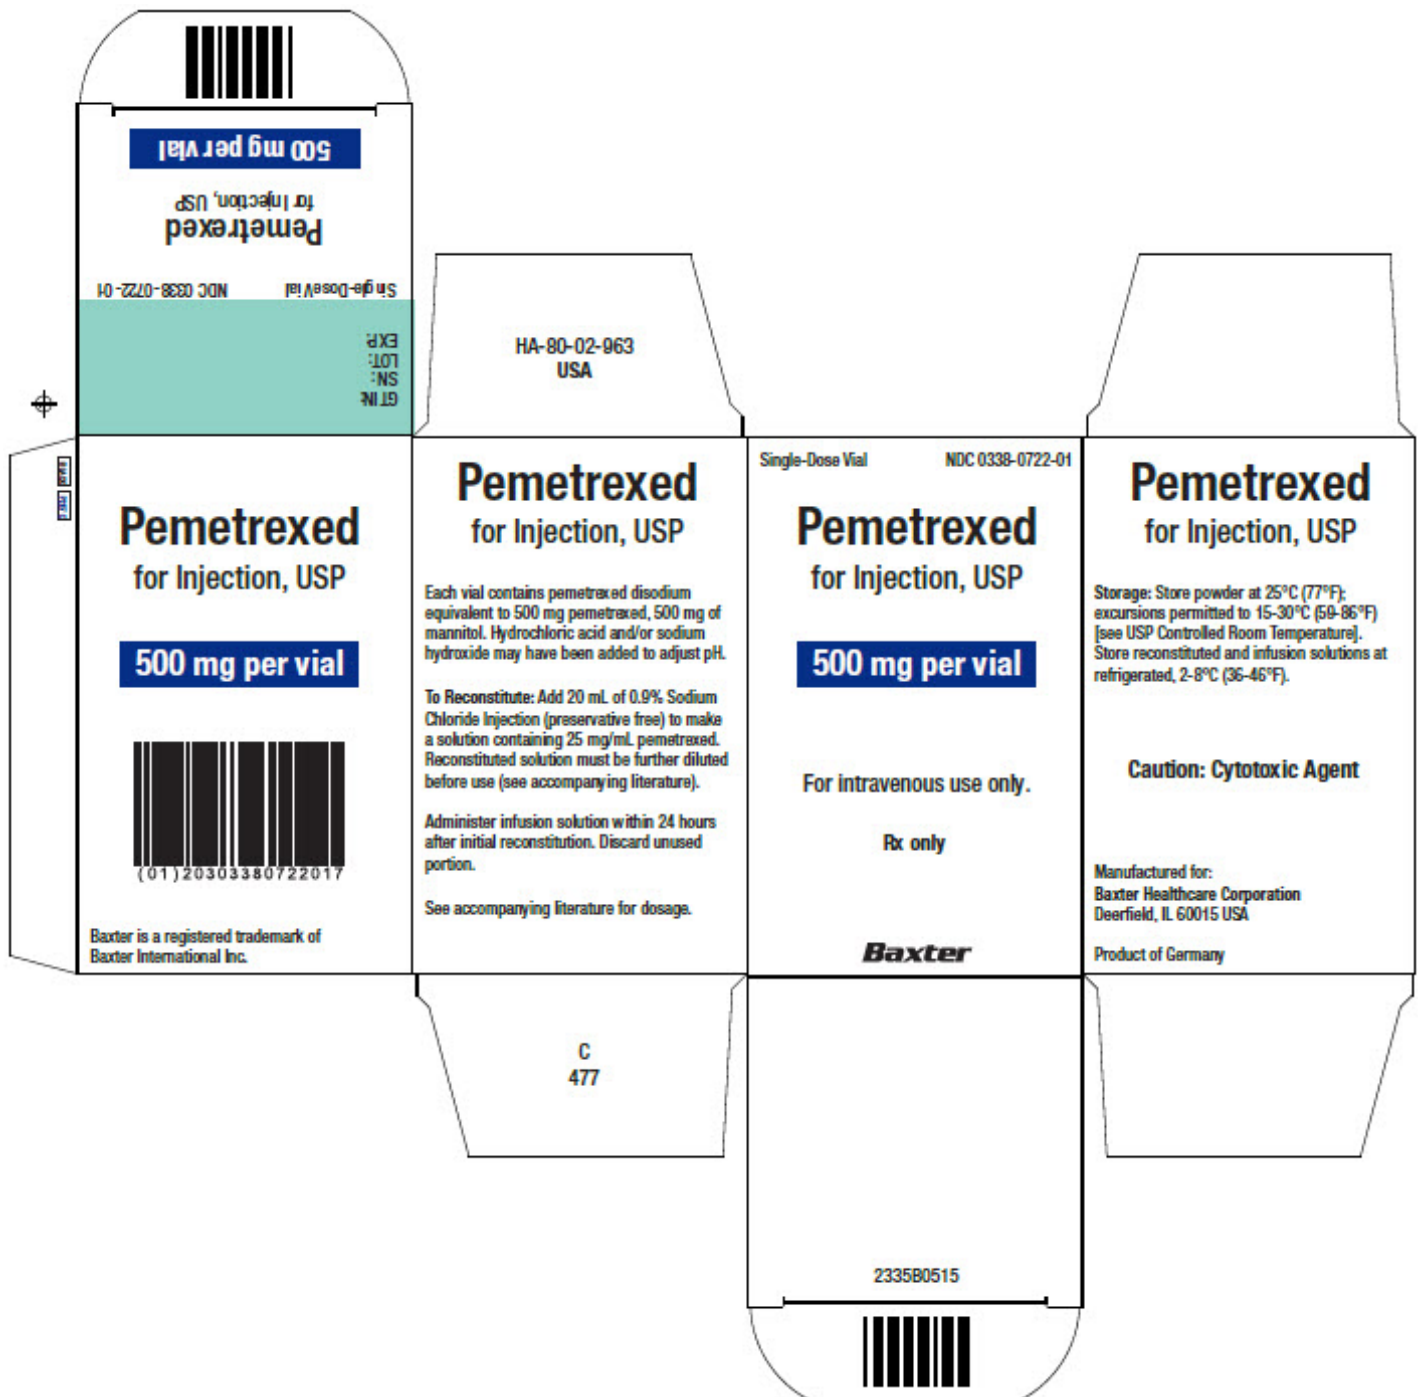 500 mg per vial
for Injection, USP
Pemetrexed
Single-Dose Vial NDC 0338-0722-01
EXP:
LOT:
SN:
GTIN:
HA-80-02-963
USA
Pemetrexed
for Injection, USP
500 mg per vial
(01)20303380722017
Baxter is a registered trademark of
Baxter International Inc.
Pemetrexed
for Injection, USP
Each vial contains pemetrexed disodium
equivalent to 500 mg pemetrexed, 500 mg of
mannitol. Hydrochloric acid and/or sodium
hydroxide may have been added to adjust pH.
To Reconstitute: Add 20 mL of 0.9% Sodium
Chloride Injection (preservative free) to make
a solution containing 25 mg/mL pemetrexed.
Reconstituted solution must be further diluted
before use (see accompanying literature).
Administer infusion solution within 24 hours
after initial reconstitution. Discard unused
portion.
See accompanying literature for dosage.
Single-Dose Vial NDC 0338-0722-01
Pemetrexed
for Injection, USP
500 mg per vial
For intravenous use only.
Rx only
Baxter
Pemetrexed
for Injection, USP
Storage: Store powder at 25°C (77°F);
excursions permitted to 15-30°C (59-86°F)
[see USP Controlled Room Temperature].
Store reconstituted and infusion solutions at
refrigerated, 2-8°C (36-46°F).
Caution: Cytotoxic Agent
Manufactured for:
Baxter Healthcare Corporation
Deerfield, IL 60015 USA
Product of Germany
C
477
2335B0515